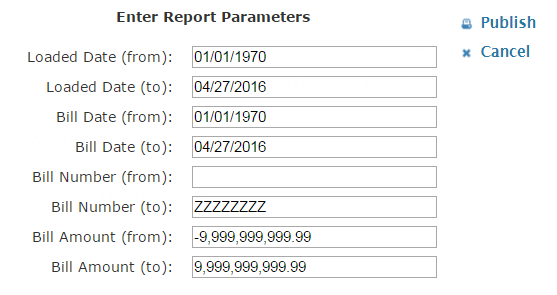 Enter Report Parameters
Publish
Cancel
Loaded Date (from): 01/01/1970
Loaded Date (to): 04/27/2016
Bill Date (from): 01/01/1970
Bill Date (to): 04/27/2016
Bill Number (from):
Bill Number (to): ZZZZZZZZ
Bill Amount (from): -9,999,999,999.99
Bill Amount (to): 9,999,999,999.99